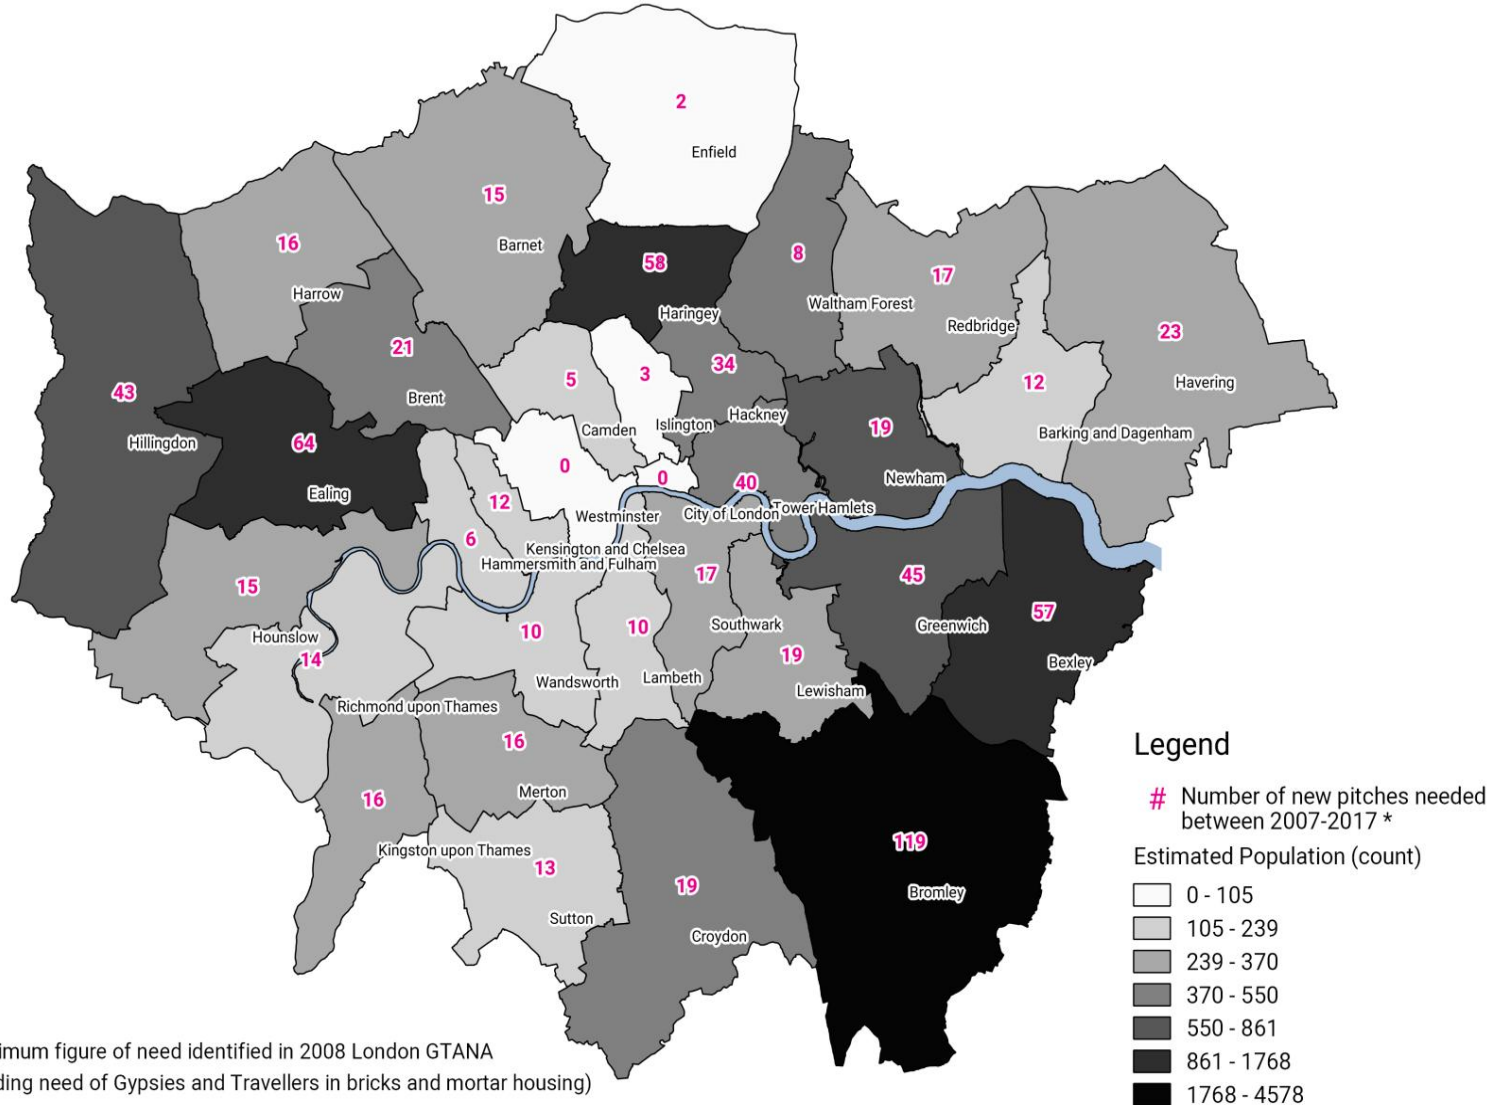 2
Enfield
15
Barnet
16
Harrow
58
Haringey
8
Waltham Forest
17
Redbridge
23
Havering
21
Brent
43
Hillingdon
64
Ealing
5
Camden
3
Islington
34
Hackney
19
Newham
12
Barking and Dagenham
0
Westminster
0
City of London
40
Tower Hamlets
12
Kensington and Chelsea
6
Hammersmith and Fulham
15
Hounslow
14
Richmond upon Thames
10
Wandsworth
10
Lambeth
17
Southwark
19
Lewisham
45
Greenwich
57
Bexley
16
Merton
16
Kingston upon Thames
13
Sutton
19
Croydon
119
Bromley
Legend
# Number of new pitches needed
between 2007-2017 *
Estimated Population (count)
0 - 105
105 - 239
239 - 370
370 - 550
550 - 861
861 - 1768
1768 - 4578
imum figure of need identified in 2008 London GTANA
ding need of Gypsies and Travellers in bricks and mortar housing)